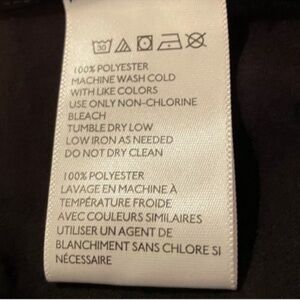 30
100% POLYESTER
MACHINE WASH COLD
WITH LIKE COLORS
USE ONLY NON-CHLORINE
BLEACH
TUMBLE DRY LOW
LOW IRON AS NEEDED
DO NOT DRY CLEAN
100% POLYESTER
LAVAGE EN MACHINE À
TEMPÉRATURE FROIDE
AVEC COULEURS SIMILAIRES
UTILISER UN AGENT DE
BLANCHIMENT SANS CHLORE SI
NÉCESSAIRE